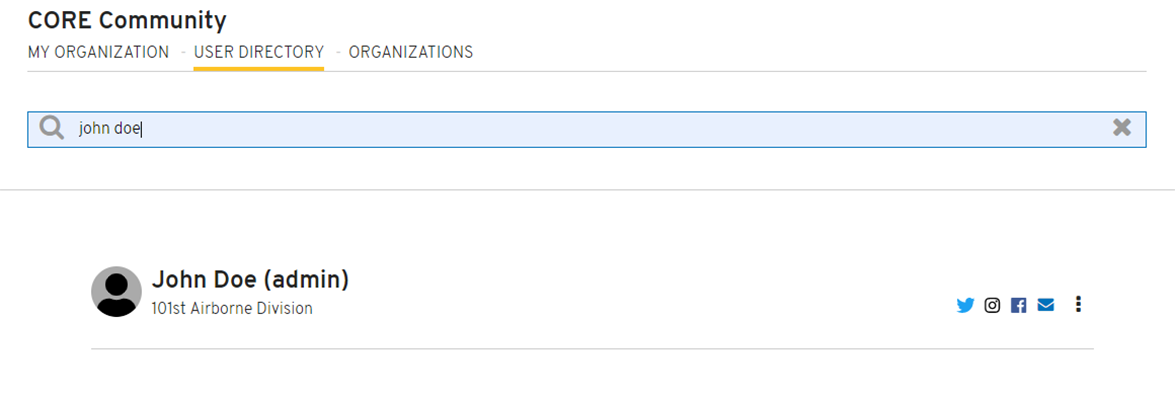 CORE Community
MY ORGANIZATION - USER DIRECTORY - ORGANIZATIONS
john doe
John Doe (admin)
101st Airborne Division